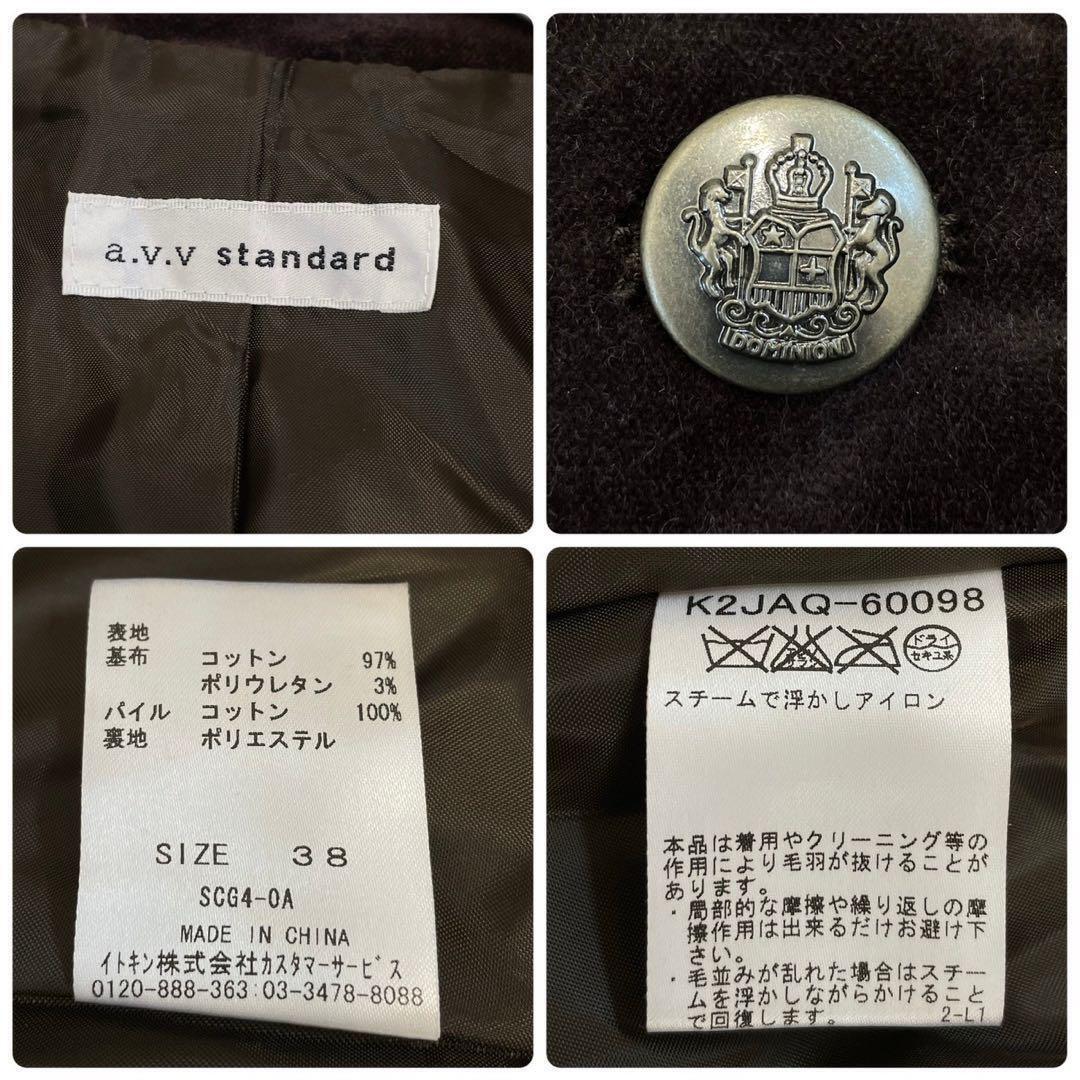 a.v.v standard
DOMINION
表地
基布 コットン 97%
ポリウレタン 3%
パイル コットン 100%
裏地 ポリエステル
SIZE 38
SCG4-0A
MADE IN CHINA
イトキン株式会社カスタマーサービス
0120-888-363:03-3478-8088
K2JAQ-60098
ドライ
セキユ系
スチームで浮かしアイロン
本品は着用やクリーニング等の
作用により毛羽が抜けることが
あります。
・局部的な摩擦や繰り返しの摩
擦作用は出来るだけお避け下
さい。
・毛並みが乱れた場合はスチー
ムを浮かしながらかけること
で回復します。 2-L1